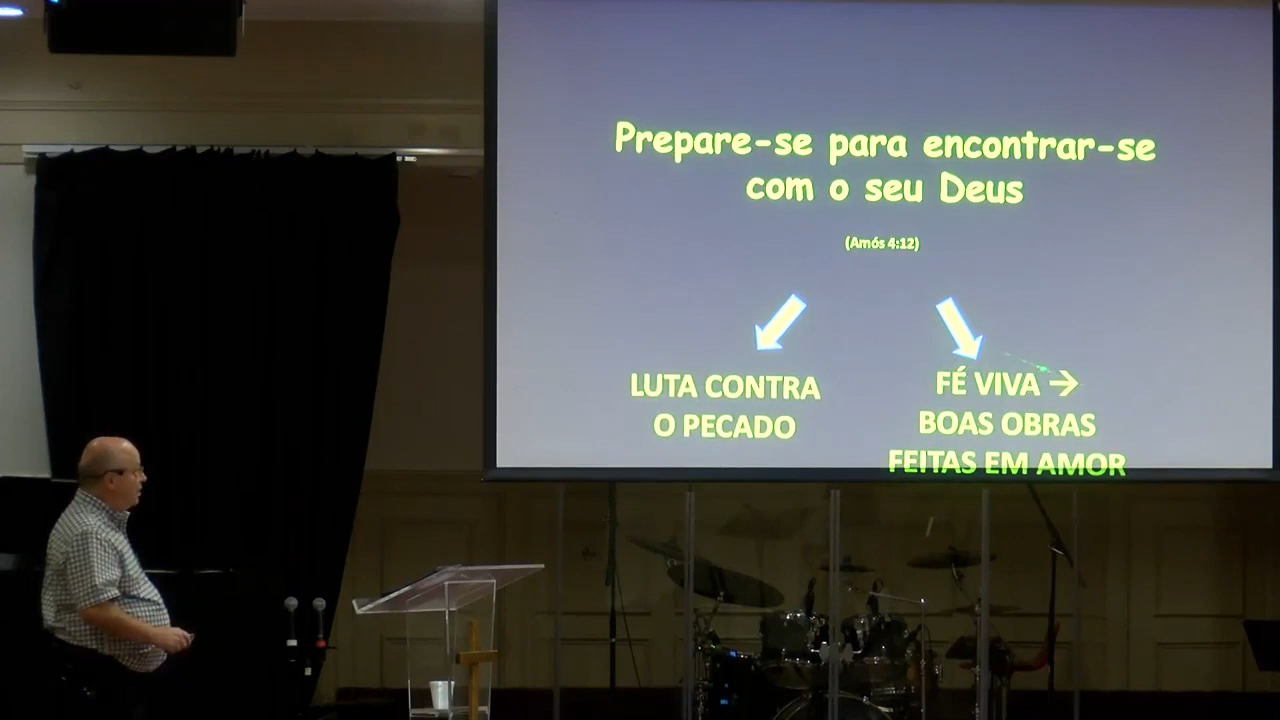 Prepare-se para encontrar-se
com o seu Deus
(Amós 4:12)
LUTA CONTRA
O PECADO
FÉ VIVA →
BOAS OBRAS
FEITAS EM AMOR